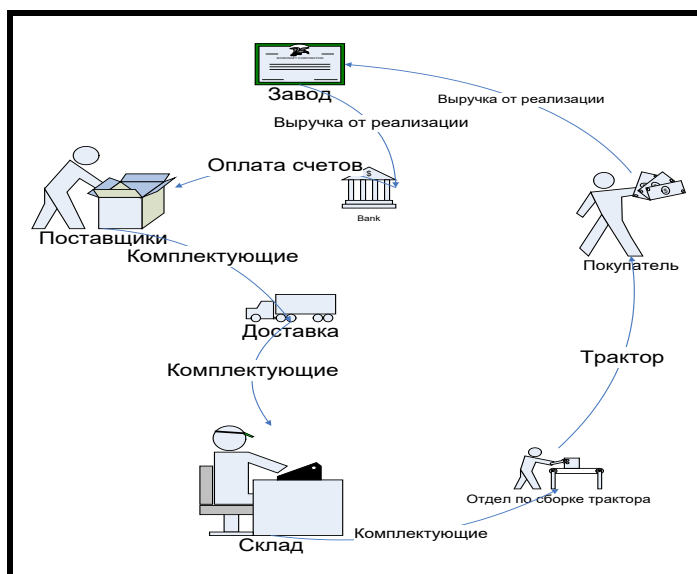 Завод
Выручка от реализации
Выручка от реализации
Оплата счетов
$
Bank
Поставщики
Комплектующие
Покупатель
Доставка
Трактор
Комплектующие
Отдел по сборке трактора
Комплектующие
Склад